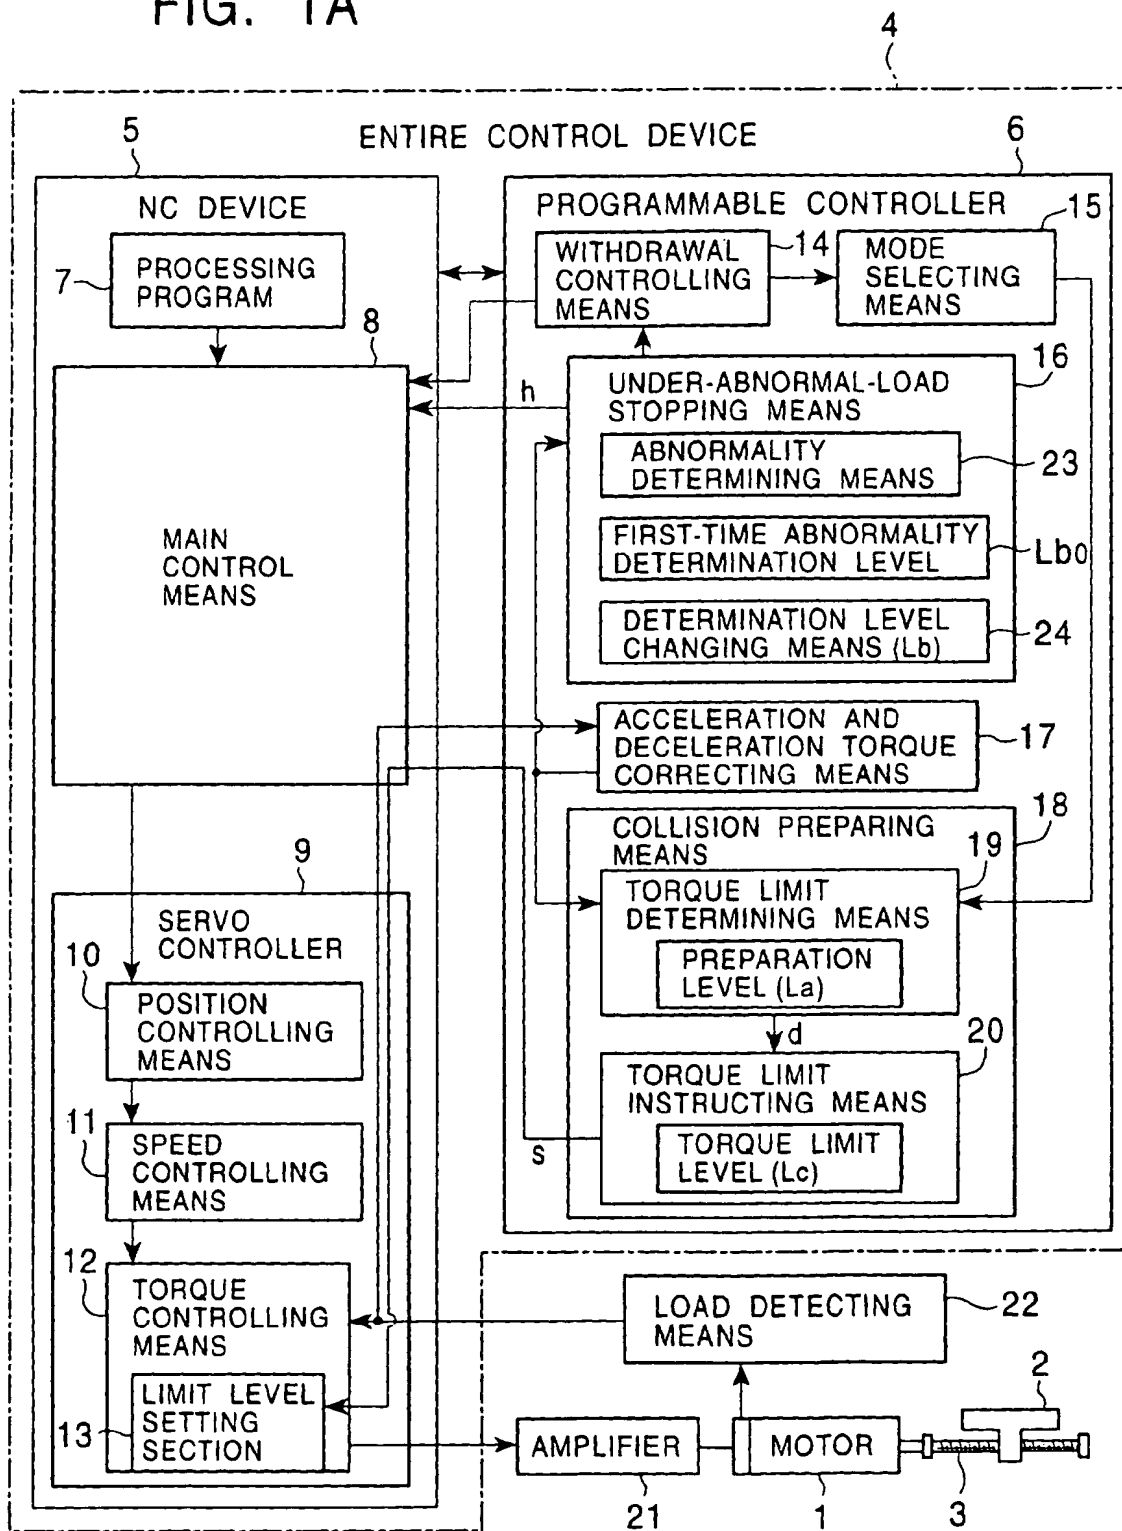 FIG. 1A
4
ENTIRE CONTROL DEVICE
5
6
NC DEVICE
7
PROCESSING
PROGRAM
8
MAIN
CONTROL
MEANS
9
SERVO
CONTROLLER
10
POSITION
CONTROLLING
MEANS
11
SPEED
CONTROLLING
MEANS
12
TORQUE
CONTROLLING
MEANS
13
LIMIT LEVEL
SETTING
SECTION
PROGRAMMABLE CONTROLLER
WITHDRAWAL
CONTROLLING
MEANS
14
15
MODE
SELECTING
MEANS
h
16
UNDER-ABNORMAL-LOAD
STOPPING MEANS
ABNORMALITY
DETERMINING MEANS
23
FIRST-TIME ABNORMALITY
DETERMINATION LEVEL
Lb0
DETERMINATION LEVEL
CHANGING MEANS (Lb)
24
ACCELERATION AND
DECELERATION TORQUE
CORRECTING MEANS
17
18
COLLISION PREPARING
MEANS
19
TORQUE LIMIT
DETERMINING MEANS
PREPARATION
LEVEL (La)
d
20
TORQUE LIMIT
INSTRUCTING MEANS
TORQUE LIMIT
LEVEL (Lc)
s
LOAD DETECTING
MEANS
22
AMPLIFIER
21
MOTOR
1
2
3